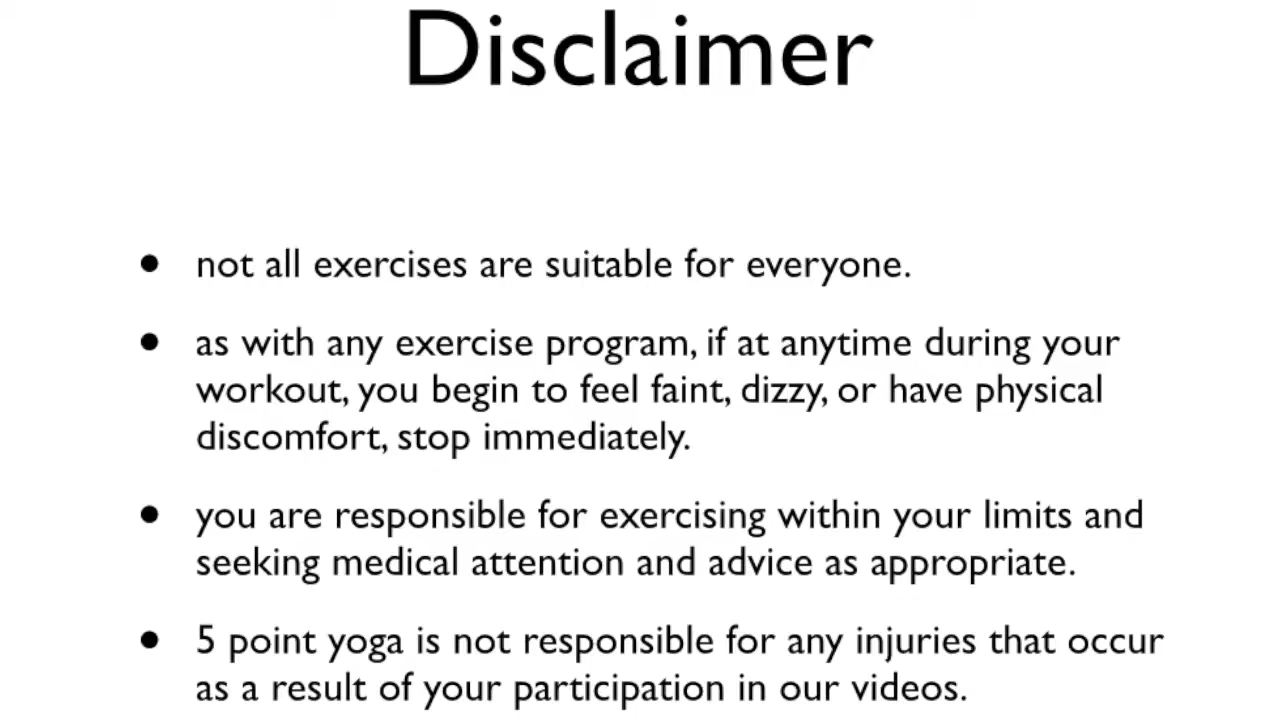 Disclaimer
• not all exercises are suitable for everyone.
• as with any exercise program, if at anytime during your
workout, you begin to feel faint, dizzy, or have physical
discomfort, stop immediately.
• you are responsible for exercising within your limits and
seeking medical attention and advice as appropriate.
• 5 point yoga is not responsible for any injuries that occur
as a result of your participation in our videos.